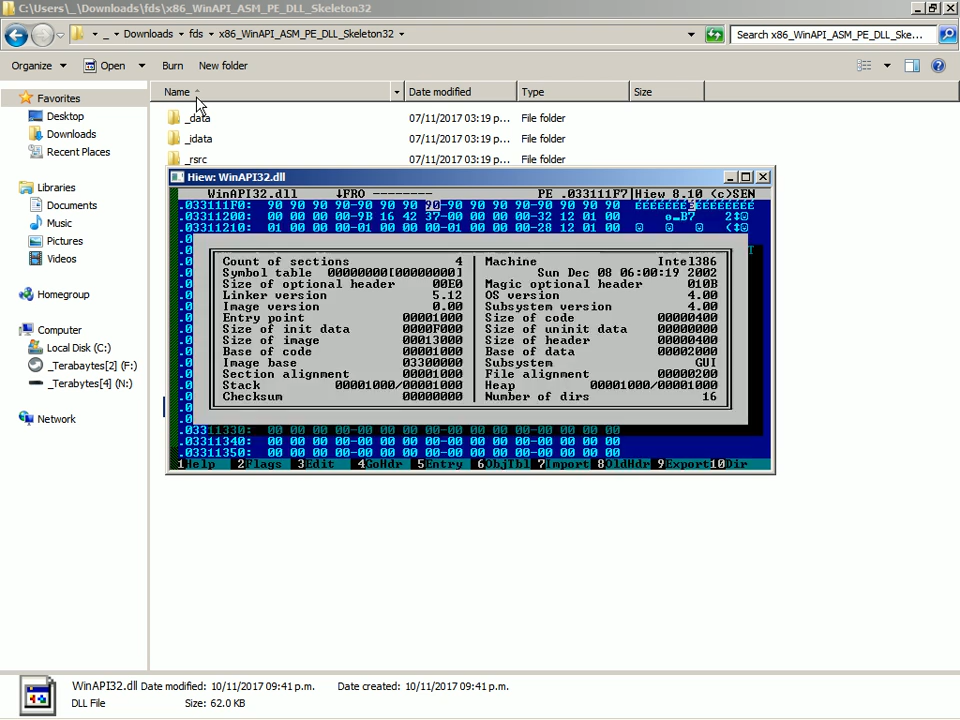 C:\Users\_\Downloads\fds\x86_WinAPI_ASM_PE_DLL_Skeleton32
_ Downloads fds x86_WinAPI_ASM_PE_DLL_Skeleton32 Search x86_WinAPI_ASM_PE_DLL_Ske...
Organize Open Burn New folder
Name Date modified Type Size
Favorites
Desktop
Downloads
Recent Places
Libraries
Documents
Music
Pictures
Videos
Homegroup
Computer
Local Disk (C:)
_Terabaytes[2] (F:)
_Terabytes[4] (N:)
Network
_data 07/11/2017 03:19 p... File folder
_idata 07/11/2017 03:19 p... File folder
_rsrc 07/11/2017 03:19 p... File folder
Hiew: WinAPI32.dll
WinAPI32.dll ↓FRO -------- PE .033111F7|Hiew 8.10 (c)SEN
.033111F0: 90 90 90 90-90 90 90 90-90 90 90 90-90 90 90 90
.03311200: 00 00 00 00-9B 16 42 37-00 00 00 00-32 12 01 00
.03311210: 01 00 00 00-01 00 00 00-01 00 00 00-28 12 01 00
Count of sections 4 Machine Intel386
Symbol table 00000000[00000000] Sun Dec 08 06:00:19 2002
Size of optional header 00E0 Magic optional header 010B
Linker version 5.12 OS version 4.00
Image version 0.00 Subsystem version 4.00
Entry point 00001000 Size of code 00000400
Size of init data 0000F000 Size of uninit data 00000000
Size of image 00013000 Size of header 00000400
Base of code 00001000 Base of data 00002000
Image base 03300000 Subsystem GUI
Section alignment 00001000 File alignment 00000200
Stack 00001000/00001000 Heap 00001000/00001000
Checksum 00000000 Number of dirs 16
.03311330: 00 00 00 00-00 00 00 00-00 00 00 00-00 00 00 00
.03311340: 00 00 00 00-00 00 00 00-00 00 00 00-00 00 00 00
.03311350: 00 00 00 00-00 00 00 00-00 00 00 00-00 00 00 00
1Help 2Flags 3Edit 4GoHdr 5Entry 6ObjTbl 7Import 8OldHdr 9Export 10Dir
WinAPI32.dll Date modified: 10/11/2017 09:41 p.m. Date created: 10/11/2017 09:41 p.m.
DLL File Size: 62.0 KB